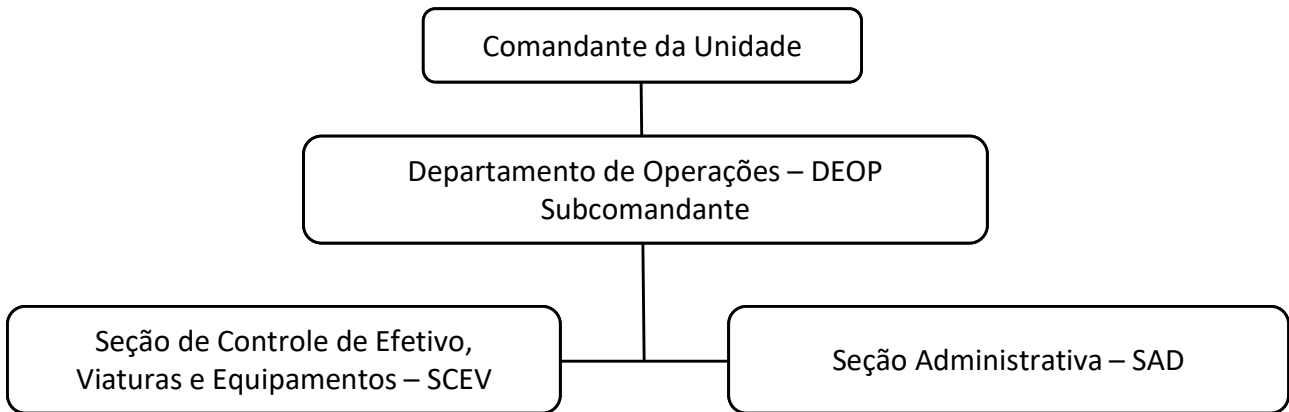 Comandante da Unidade
Departamento de Operações – DEOP
Subcomandante
Seção de Controle de Efetivo,
Viaturas e Equipamentos – SCEV
Seção Administrativa – SAD